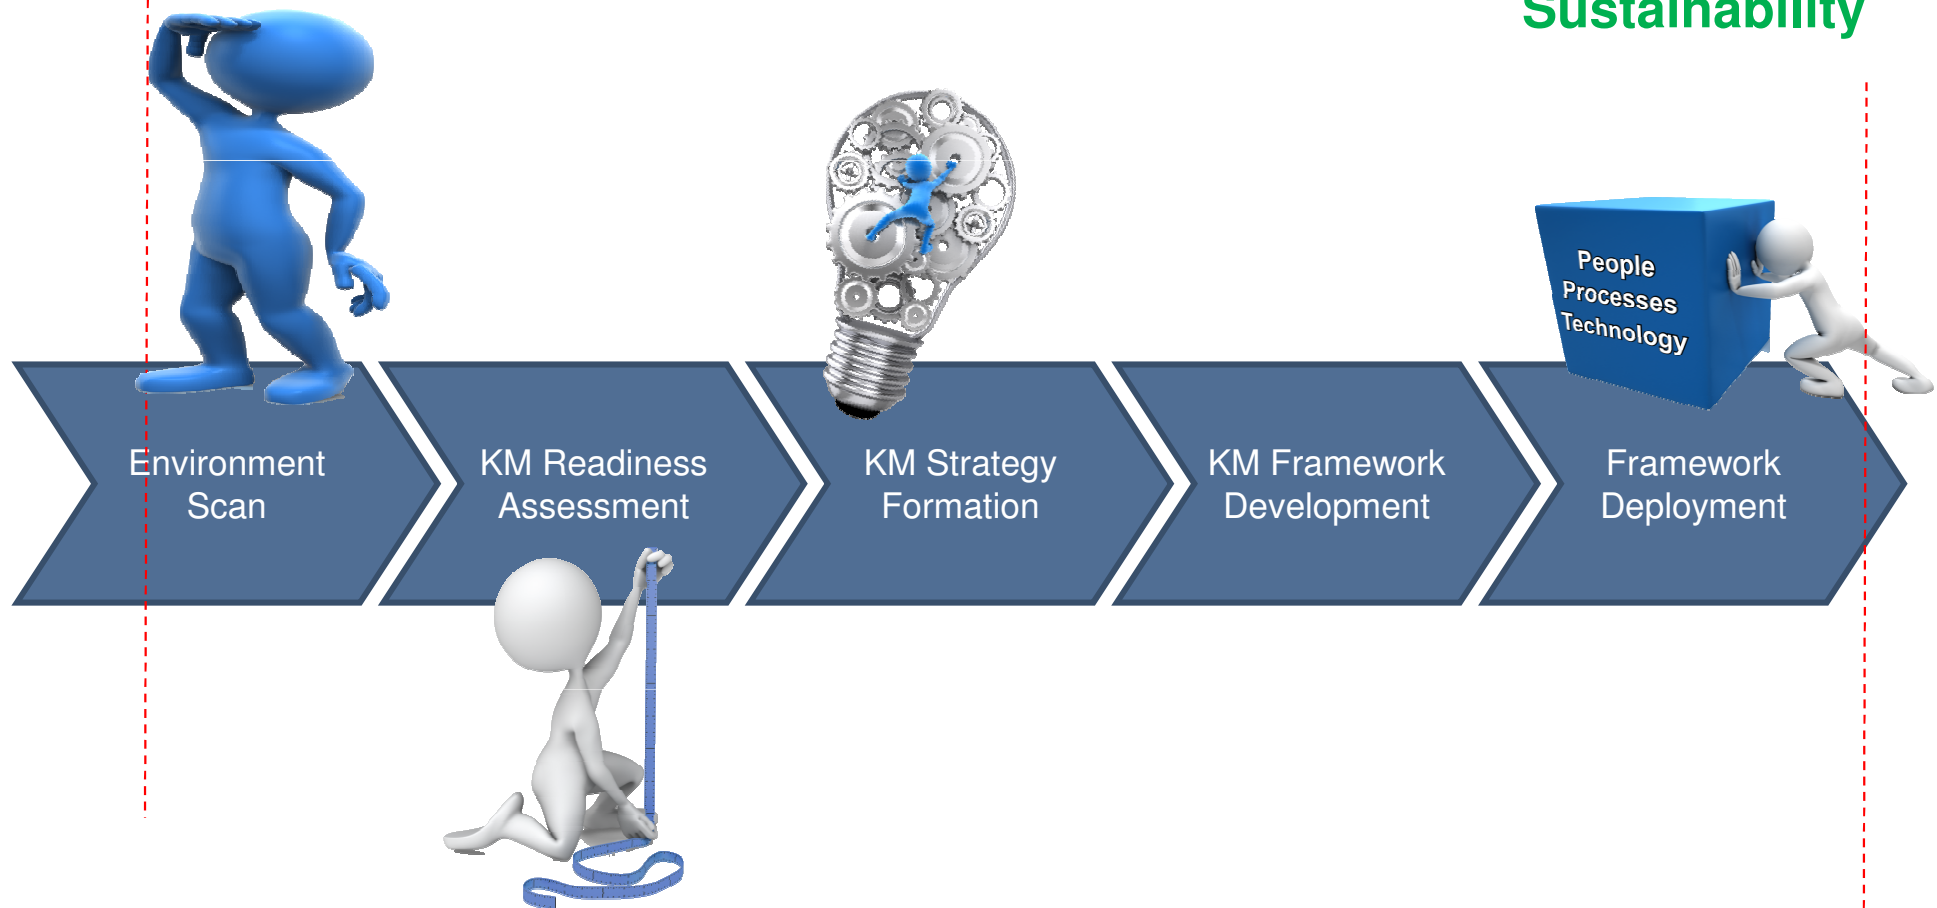 Sustainability
People
Processes
Technology
Environment
Scan
KM Readiness
Assessment
KM Strategy
Formation
KM Framework
Development
Framework
Deployment